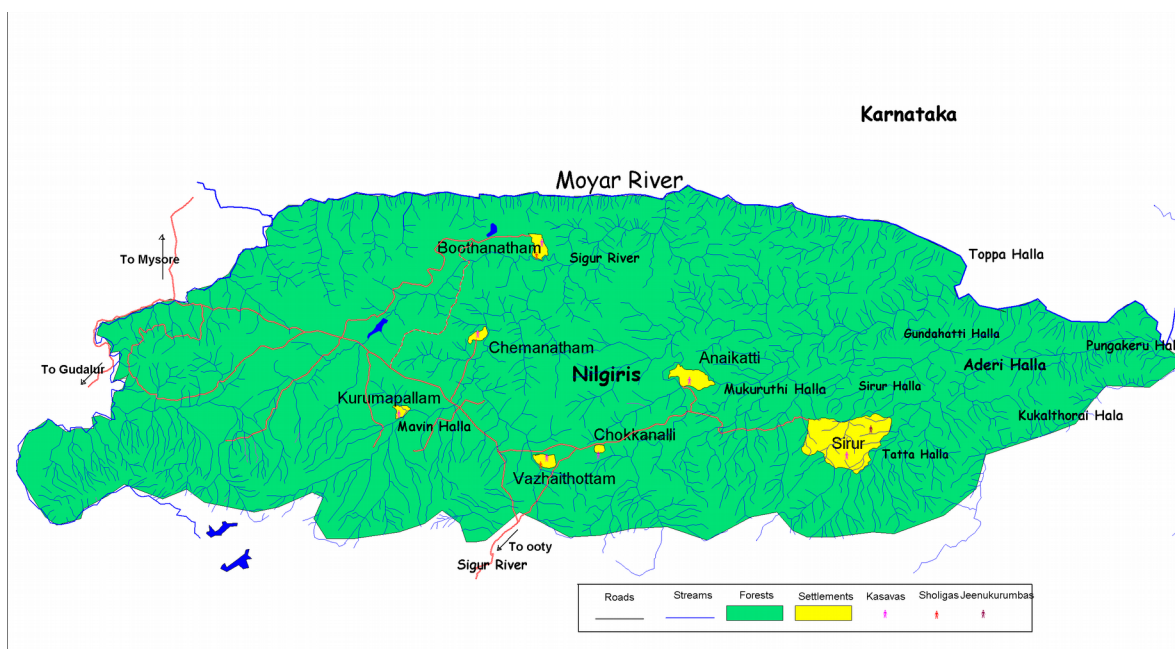 Karnataka
Moyar River
Boothanatham
Sigur River
Toppa Halla
To Mysore
Gundahatti Halla
Chemanatham
Pungakeru Hal
Anaikatti
Aderi Halla
To Gudalur
Nilgiris
Mukuruthi Halla
Sirur Halla
Kurumapallam
Mavin Halla
Kukalthorai Hala
Chokkanalli
Sirur
Tatta Halla
Vazhaithottam
To ooty
Sigur River
Roads Streams Forests Settlements Kasavas Sholigas Jeenukurumbas